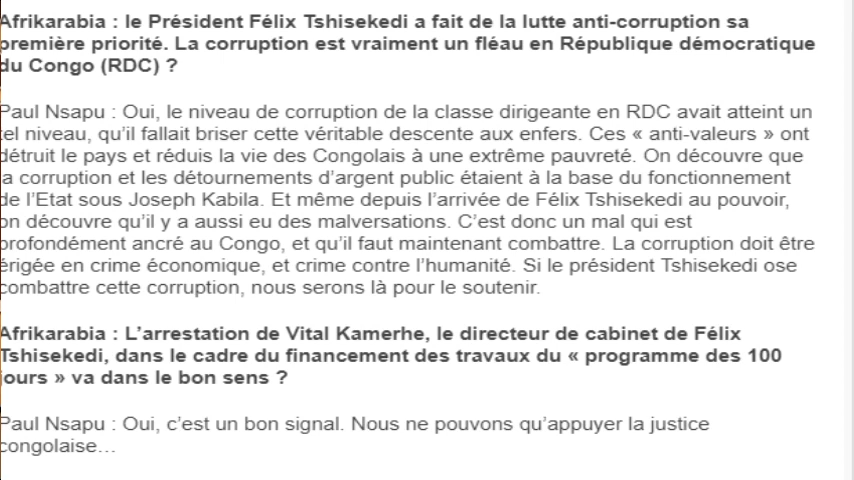 Afrikarabia : le Président Félix Tshisekedi a fait de la lutte anti-corruption sa
première priorité. La corruption est vraiment un fléau en République démocratique
du Congo (RDC) ?
Paul Nsapu : Oui, le niveau de corruption de la classe dirigeante en RDC avait atteint un
tel niveau, qu’il fallait briser cette véritable descente aux enfers. Ces « anti-valeurs » ont
détruit le pays et réduis la vie des Congolais à une extrême pauvreté. On découvre que
la corruption et les détournements d’argent public étaient à la base du fonctionnement
de l’Etat sous Joseph Kabila. Et même depuis l’arrivée de Félix Tshisekedi au pouvoir,
on découvre qu’il y a aussi eu des malversations. C’est donc un mal qui est
profondément ancré au Congo, et qu’il faut maintenant combattre. La corruption doit être
érigée en crime économique, et crime contre l’humanité. Si le président Tshisekedi ose
combattre cette corruption, nous serons là pour le soutenir.
Afrikarabia : L’arrestation de Vital Kamerhe, le directeur de cabinet de Félix
Tshisekedi, dans le cadre du financement des travaux du « programme des 100
jours » va dans le bon sens ?
Paul Nsapu : Oui, c’est un bon signal. Nous ne pouvons qu’appuyer la justice
congolaise…